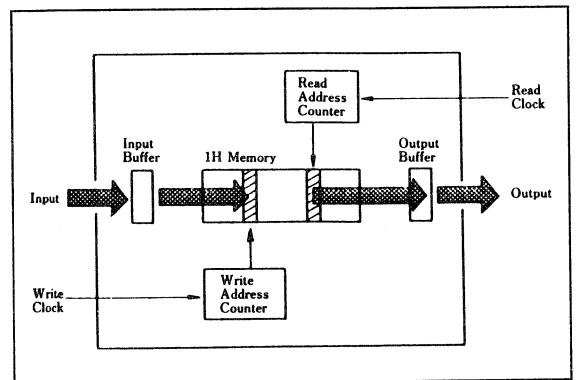 Read
Address
Counter
Read
Clock
Input
Buffer
1H Memory
Output
Buffer
Input
Output
Write
Clock
Write
Address
Counter